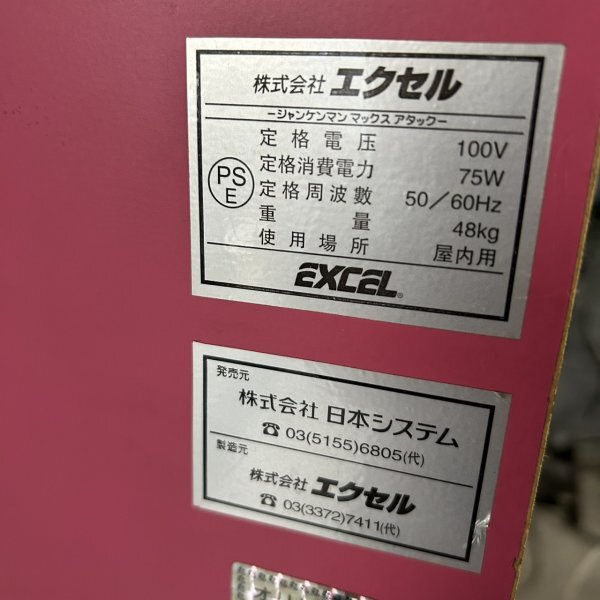 株式会社 エクセル
ージャンケンマン マックス アタックー
定格電圧 100V
定格消費電力 75W
定格周波数 50／60Hz
重量 48kg
使用場所 屋内用
PS
E
EXCEL®
発売元
株式会社 日本システム
☎ 03(5155)6805(代)
製造元
株式会社 エクセル
☎ 03(3372)7411(代)